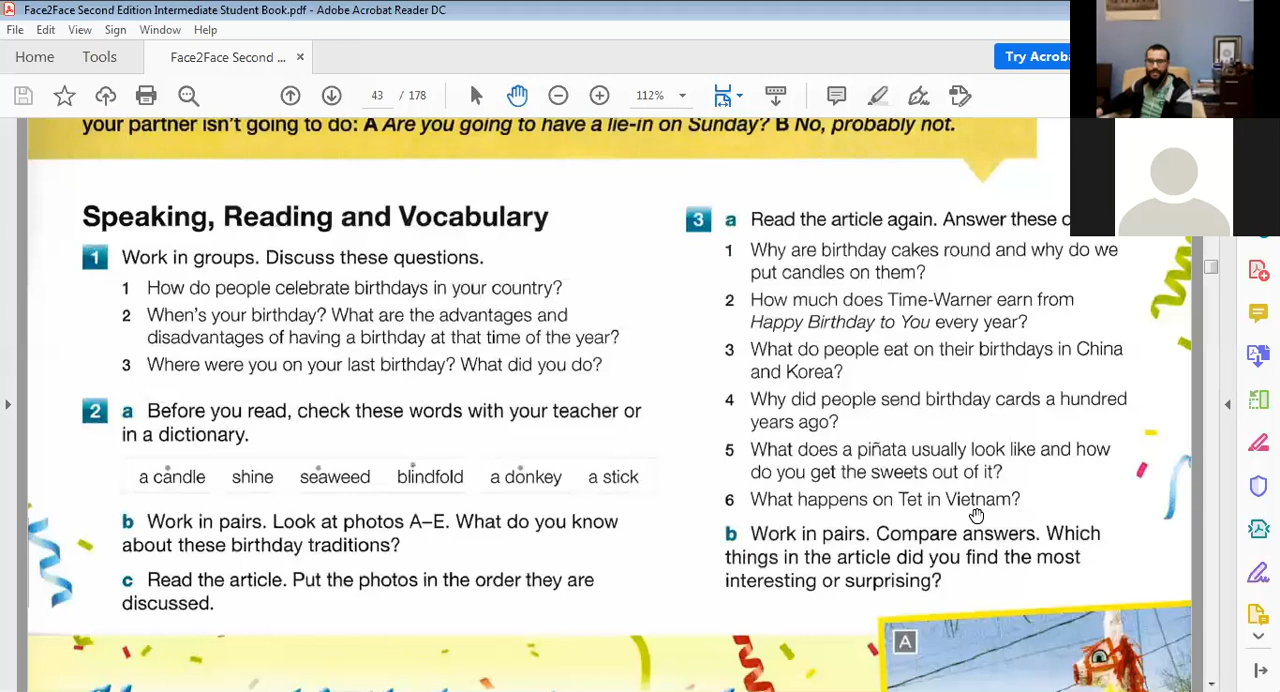 Face2Face Second Edition Intermediate Student Book.pdf - Adobe Acrobat Reader DC
File Edit View Sign Window Help
Home Tools Face2Face Second ... × Try Acroba
43 / 178 112%
your partner isn't going to do: A Are you going to have a lie-in on Sunday? B No, probably not.
Speaking, Reading and Vocabulary
1 Work in groups. Discuss these questions.
1 How do people celebrate birthdays in your country?
2 When's your birthday? What are the advantages and
disadvantages of having a birthday at that time of the year?
3 Where were you on your last birthday? What did you do?
2 a Before you read, check these words with your teacher or
in a dictionary.
a candle shine seaweed blindfold a donkey a stick
b Work in pairs. Look at photos A–E. What do you know
about these birthday traditions?
c Read the article. Put the photos in the order they are
discussed.
3 a Read the article again. Answer these
1 Why are birthday cakes round and why do we
put candles on them?
2 How much does Time-Warner earn from
Happy Birthday to You every year?
3 What do people eat on their birthdays in China
and Korea?
4 Why did people send birthday cards a hundred
years ago?
5 What does a piñata usually look like and how
do you get the sweets out of it?
6 What happens on Tet in Vietnam?
b Work in pairs. Compare answers. Which
things in the article did you find the most
interesting or surprising?
A